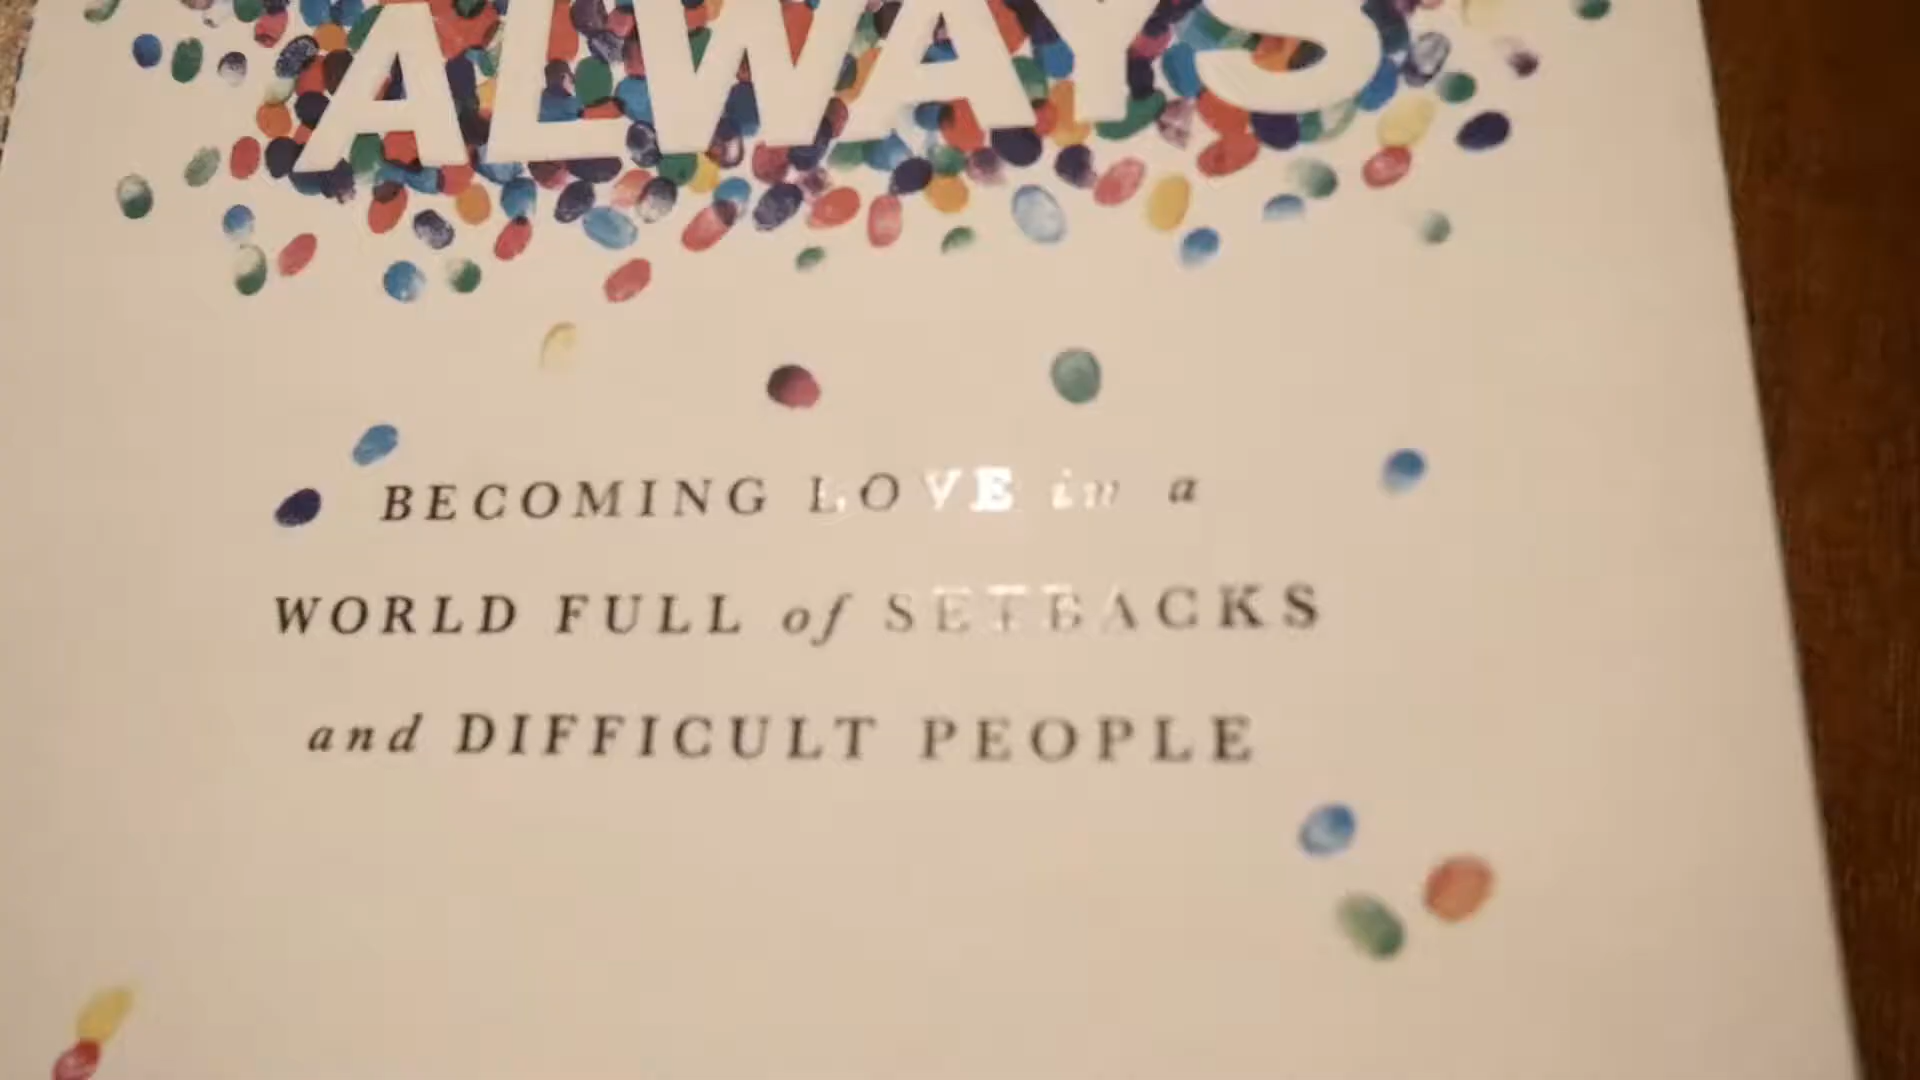 ALWAYS
BECOMING LOVE in a
WORLD FULL of SETBACKS
and DIFFICULT PEOPLE